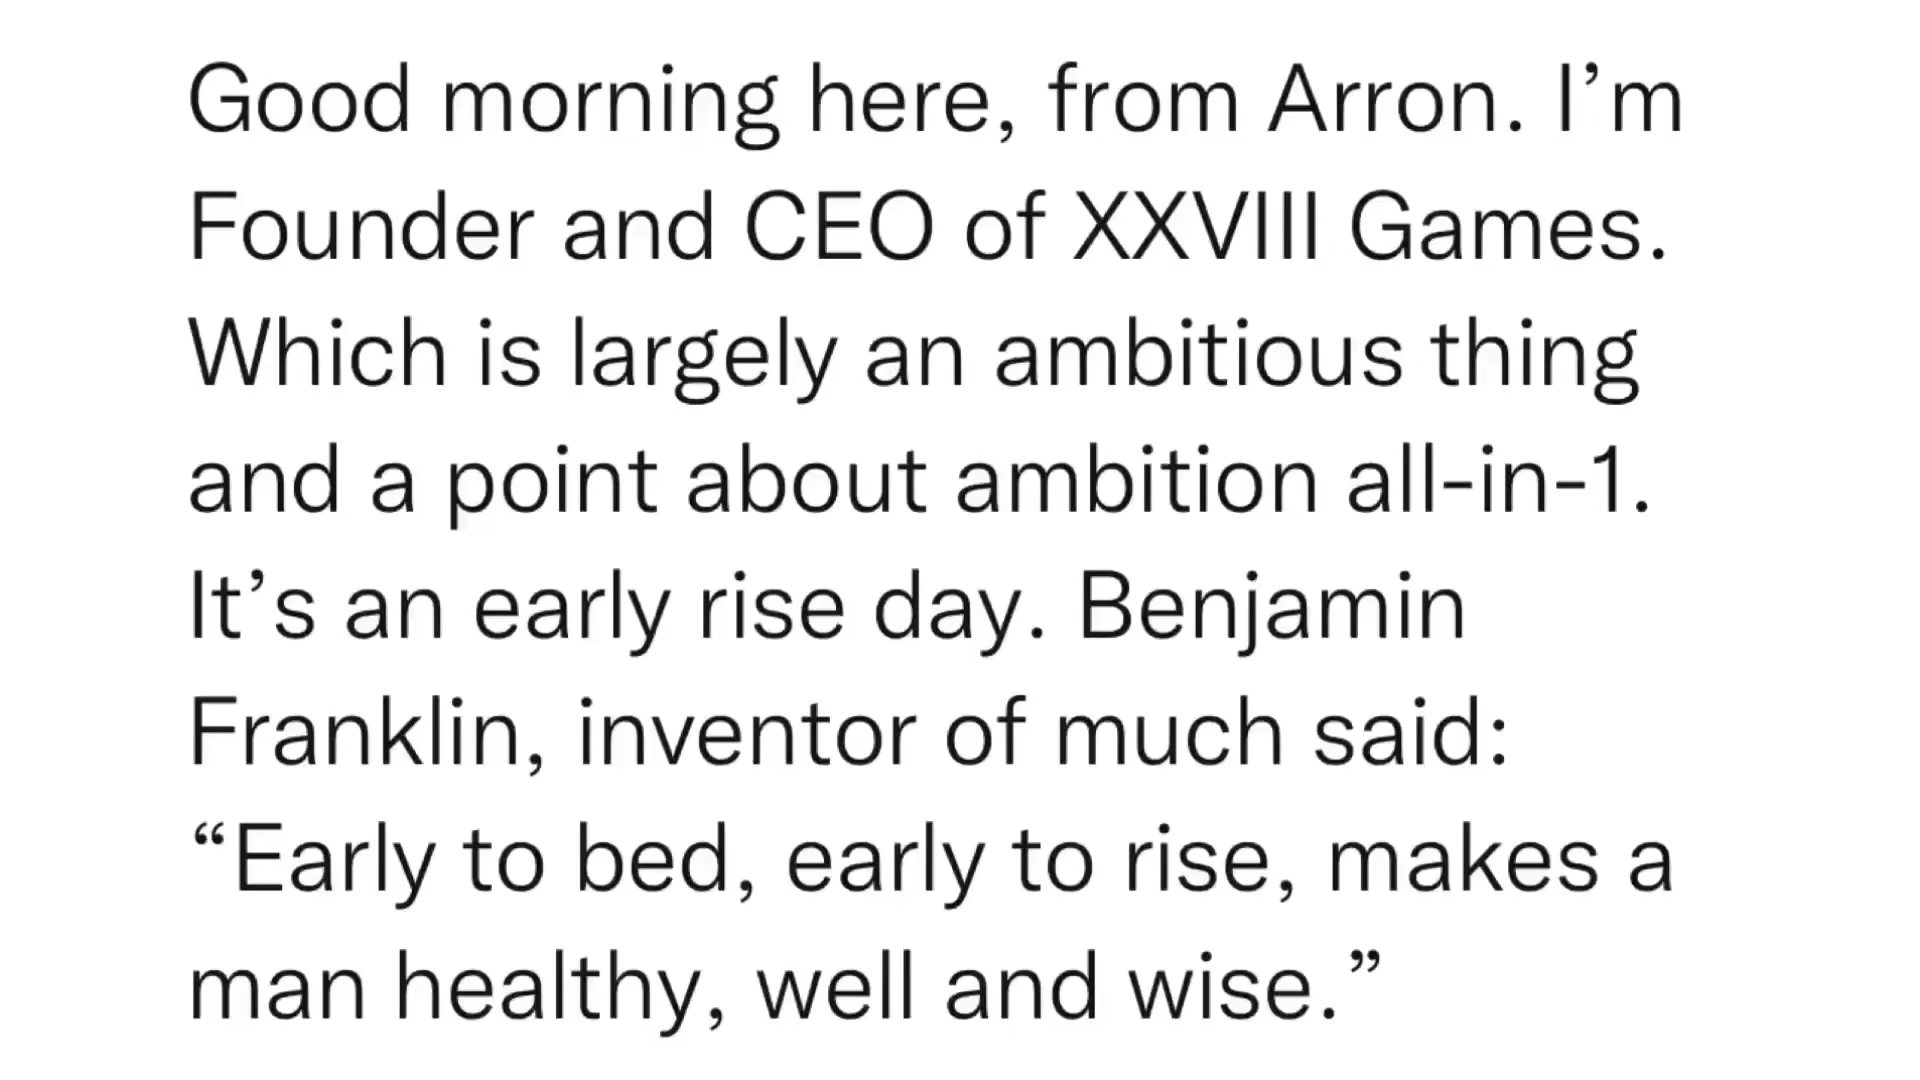 Good morning here, from Arron. I’m
Founder and CEO of XXVIII Games.
Which is largely an ambitious thing
and a point about ambition all-in-1.
It’s an early rise day. Benjamin
Franklin, inventor of much said:
“Early to bed, early to rise, makes a
man healthy, well and wise.”